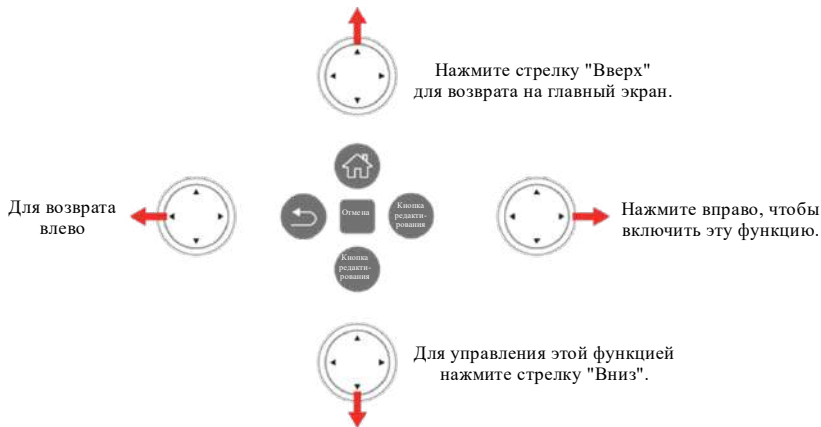 Нажмите стрелку "Вверх"
для возврата на главный экран.
Для возврата
влево
Отмена
Кнопка
редакти-
рования
Нажмите вправо, чтобы
включить эту функцию.
Кнопка
редакти-
рования
Для управления этой функцией
нажмите стрелку "Вниз".